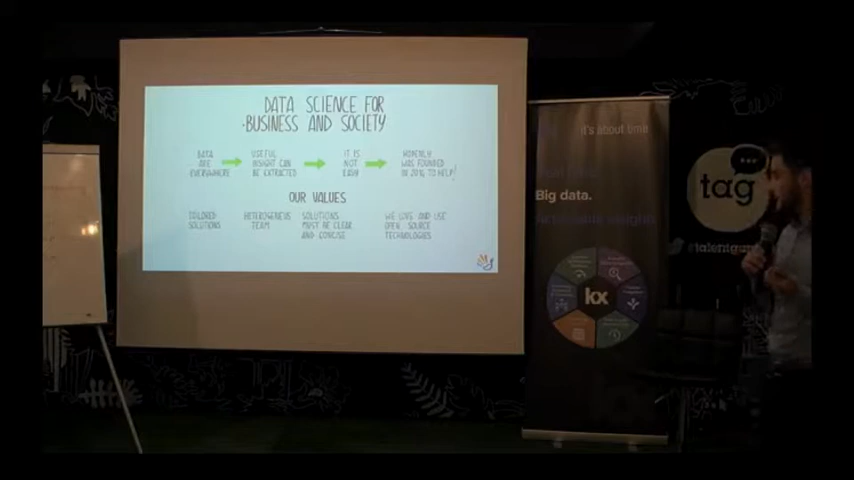 DATA SCIENCE FOR
BUSINESS AND SOCIETY
DATA
ARE
EVERYWHERE
USEFUL
INSIGHT CAN
BE EXTRACTED
IT IS
NOT
EASY
WAS FOUNDED
IN 2016 TO HELP!
OUR VALUES
TAILORED
SOLUTIONS
HETEROGENEUS
TEAM
SOLUTIONS
MUST BE CLEAR
AND CONCISE
WE LOVE AND USE
OPEN SOURCE
TECHNOLOGIES
it's about time
Big data.
kx
tag